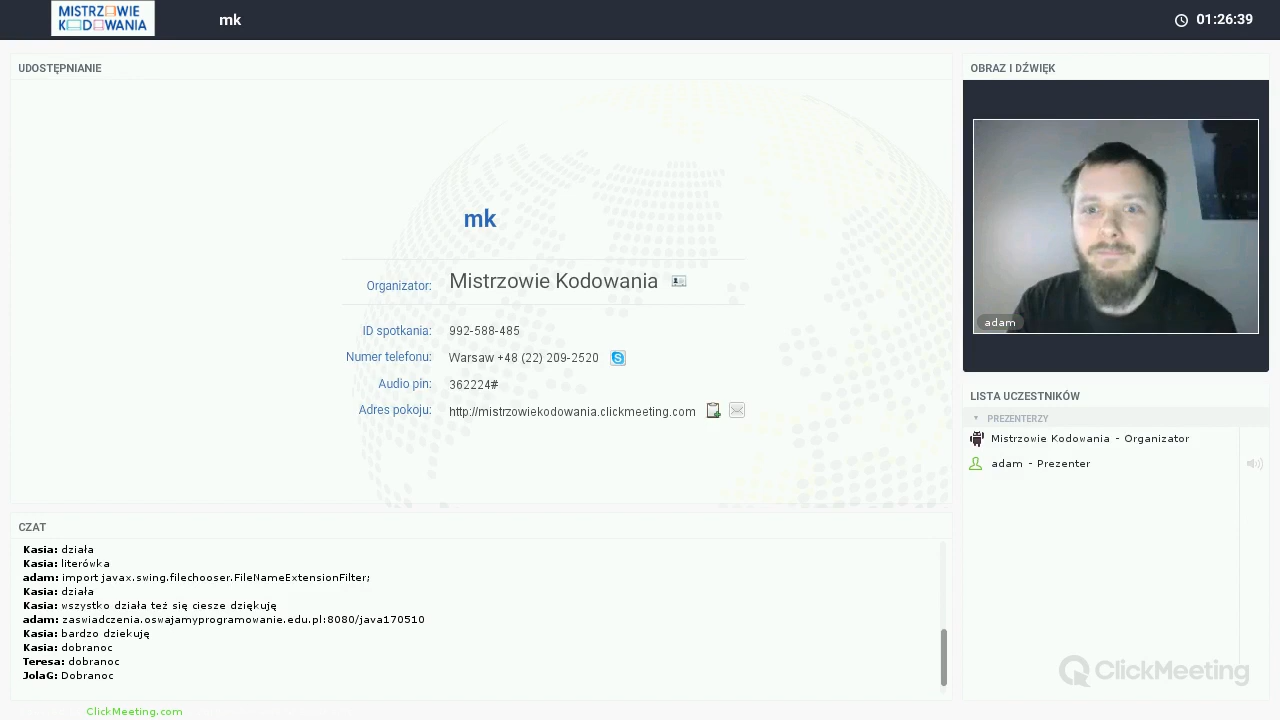 MISTRZOWIE
KODOWANIA
mk
01:26:39
UDOSTĘPNIANIE
mk
Organizator: Mistrzowie Kodowania
ID spotkania: 992-588-485
Numer telefonu: Warsaw +48 (22) 209-2520
Audio pin: 362224#
Adres pokoju: http://mistrzowiekodowania.clickmeeting.com
OBRAZ I DŹWIĘK
adam
LISTA UCZESTNIKÓW
PREZENTERZY
Mistrzowie Kodowania - Organizator
adam - Prezenter
CZAT
Kasia: działa
Kasia: literówka
adam: import javax.swing.filechooser.FileNameExtensionFilter;
Kasia: działa
Kasia: wszystko działa też się ciesze dziękuję
adam: zaswiadczenia.oswajamyprogramowanie.edu.pl:8080/java170510
Kasia: bardzo dziekuję
Kasia: dobranoc
Teresa: dobranoc
JolaG: Dobranoc
ClickMeeting
ClickMeeting.com